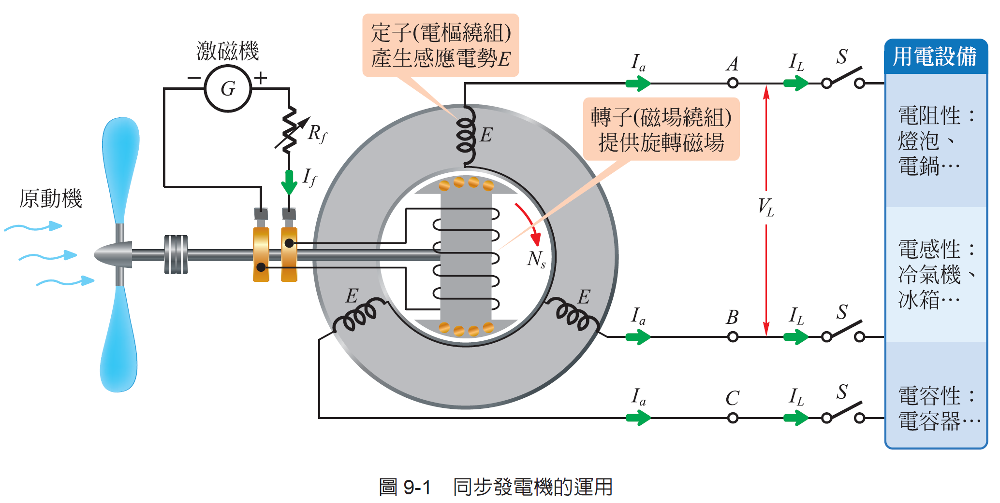 激磁機
− G +
R_f
I_f
原動機
定子(電樞繞組)
產生感應電勢E
轉子(磁場繞組)
提供旋轉磁場
E
E
E
N_s
I_a A I_L S
V_L
I_a B I_L S
I_a C I_L S
用電設備
電阻性：
燈泡、
電鍋…
電感性：
冷氣機、
冰箱…
電容性：
電容器…
圖 9-1 同步發電機的運用